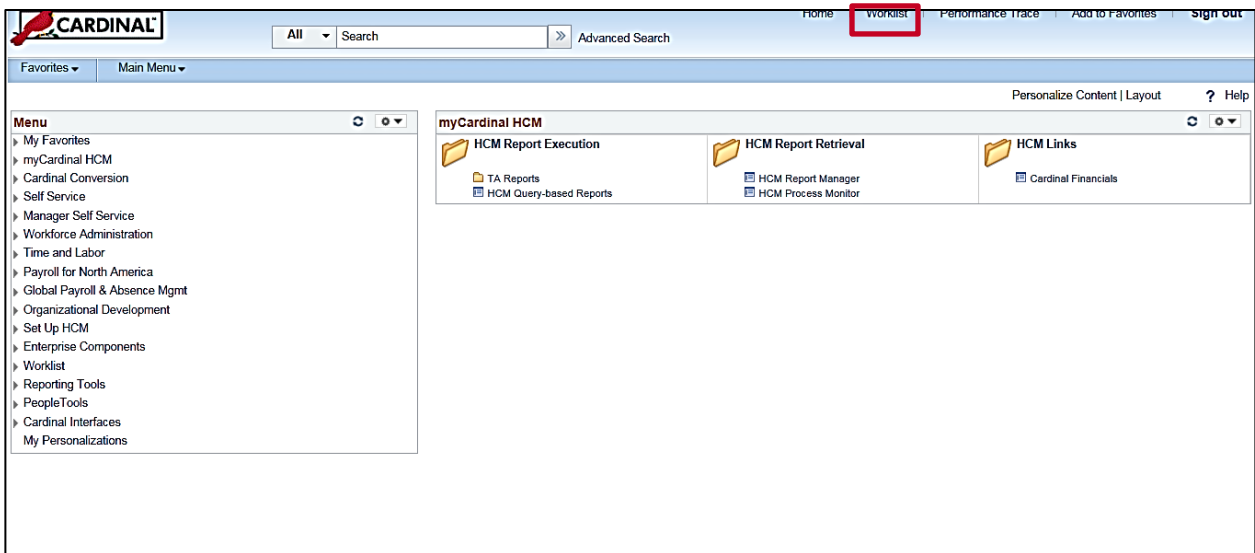 Home Worklist Performance Trace Add to Favorites Sign out
CARDINAL
All Search Advanced Search
Favorites Main Menu
Personalize Content | Layout ? Help
Menu
My Favorites
myCardinal HCM
Cardinal Conversion
Self Service
Manager Self Service
Workforce Administration
Time and Labor
Payroll for North America
Global Payroll & Absence Mgmt
Organizational Development
Set Up HCM
Enterprise Components
Worklist
Reporting Tools
PeopleTools
Cardinal Interfaces
My Personalizations
myCardinal HCM
HCM Report Execution
TA Reports
HCM Query-based Reports
HCM Report Retrieval
HCM Report Manager
HCM Process Monitor
HCM Links
Cardinal Financials